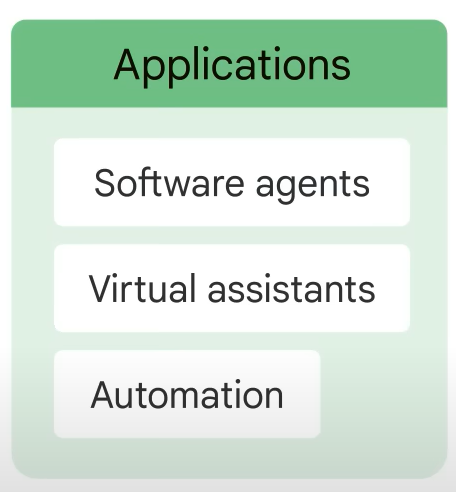 Applications
Software agents
Virtual assistants
Automation